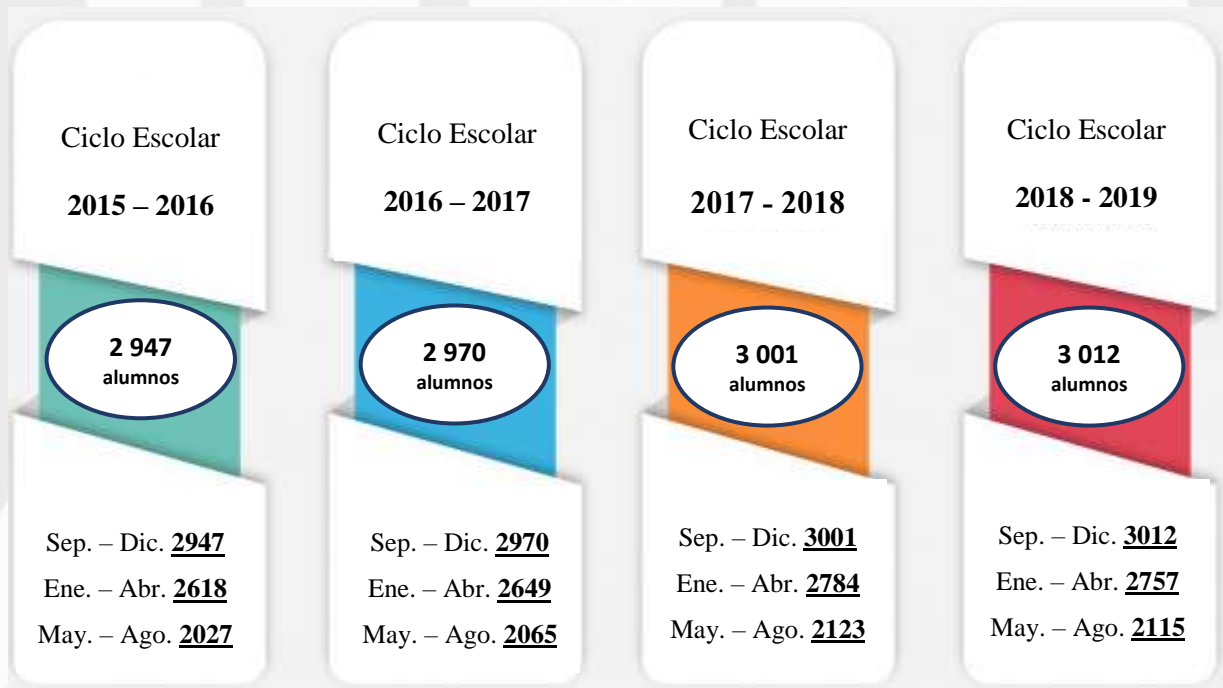 Ciclo Escolar
2015 – 2016
2 947
alumnos
Sep. – Dic. 2947
Ene. – Abr. 2618
May. – Ago. 2027
Ciclo Escolar
2016 – 2017
2 970
alumnos
Sep. – Dic. 2970
Ene. – Abr. 2649
May. – Ago. 2065
Ciclo Escolar
2017 - 2018
3 001
alumnos
Sep. – Dic. 3001
Ene. – Abr. 2784
May. – Ago. 2123
Ciclo Escolar
2018 - 2019
3 012
alumnos
Sep. – Dic. 3012
Ene. – Abr. 2757
May. – Ago. 2115